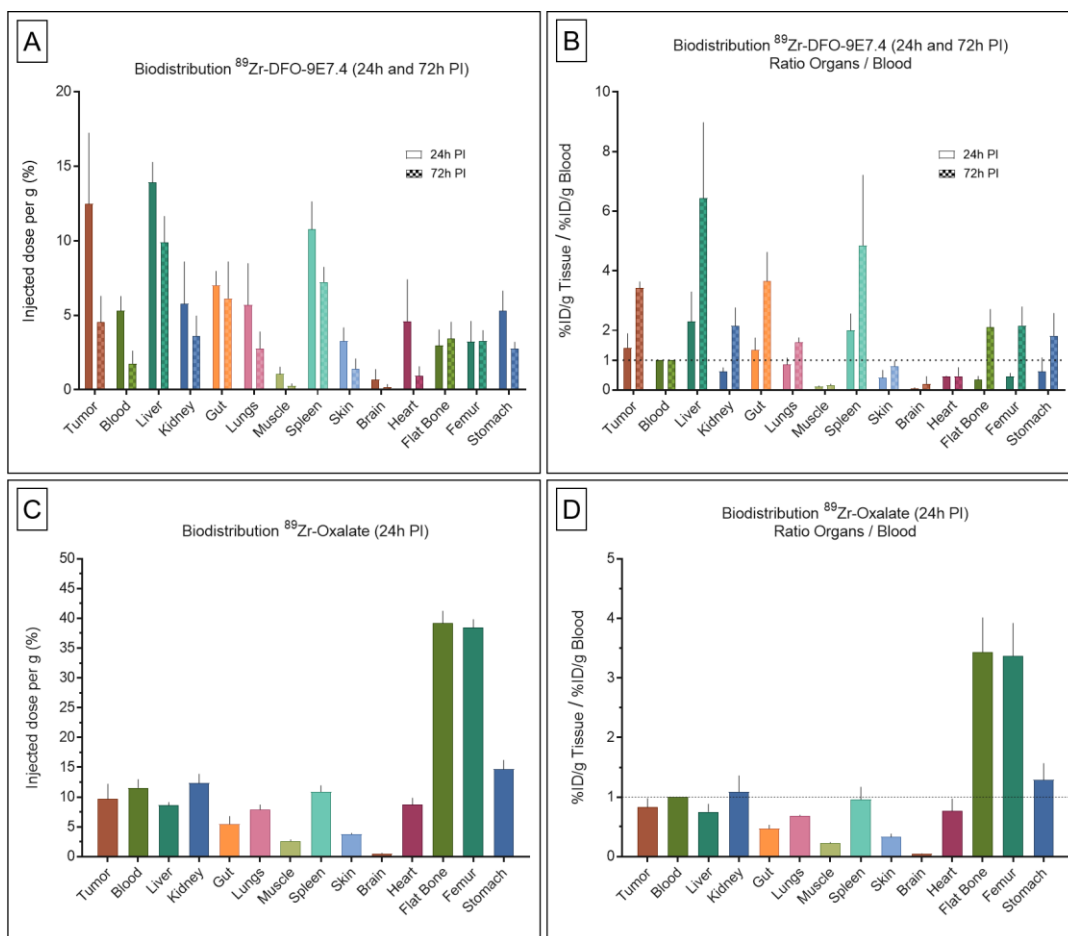 A
Biodistribution ⁸⁹Zr-DFO-9E7.4 (24h and 72h PI)
Injected dose per g (%)
20
15
10
5
0
24h PI
72h PI
Tumor
Blood
Liver
Kidney
Gut
Lungs
Muscle
Spleen
Skin
Brain
Heart
Flat Bone
Femur
Stomach
B
Biodistribution ⁸⁹Zr-DFO-9E7.4 (24h and 72h PI)
Ratio Organs / Blood
%ID/g Tissue / %ID/g Blood
10
8
6
4
2
1
0
24h PI
72h PI
Tumor
Blood
Liver
Kidney
Gut
Lungs
Muscle
Spleen
Skin
Brain
Heart
Flat Bone
Femur
Stomach
C
Biodistribution ⁸⁹Zr-Oxalate (24h PI)
Injected dose per g (%)
50
45
40
35
30
25
20
15
10
5
0
Tumor
Blood
Liver
Kidney
Gut
Lungs
Muscle
Spleen
Skin
Brain
Heart
Flat Bone
Femur
Stomach
D
Biodistribution ⁸⁹Zr-Oxalate (24h PI)
Ratio Organs / Blood
%ID/g Tissue / %ID/g Blood
5
4
3
2
1
0
Tumor
Blood
Liver
Kidney
Gut
Lungs
Muscle
Spleen
Skin
Brain
Heart
Flat Bone
Femur
Stomach